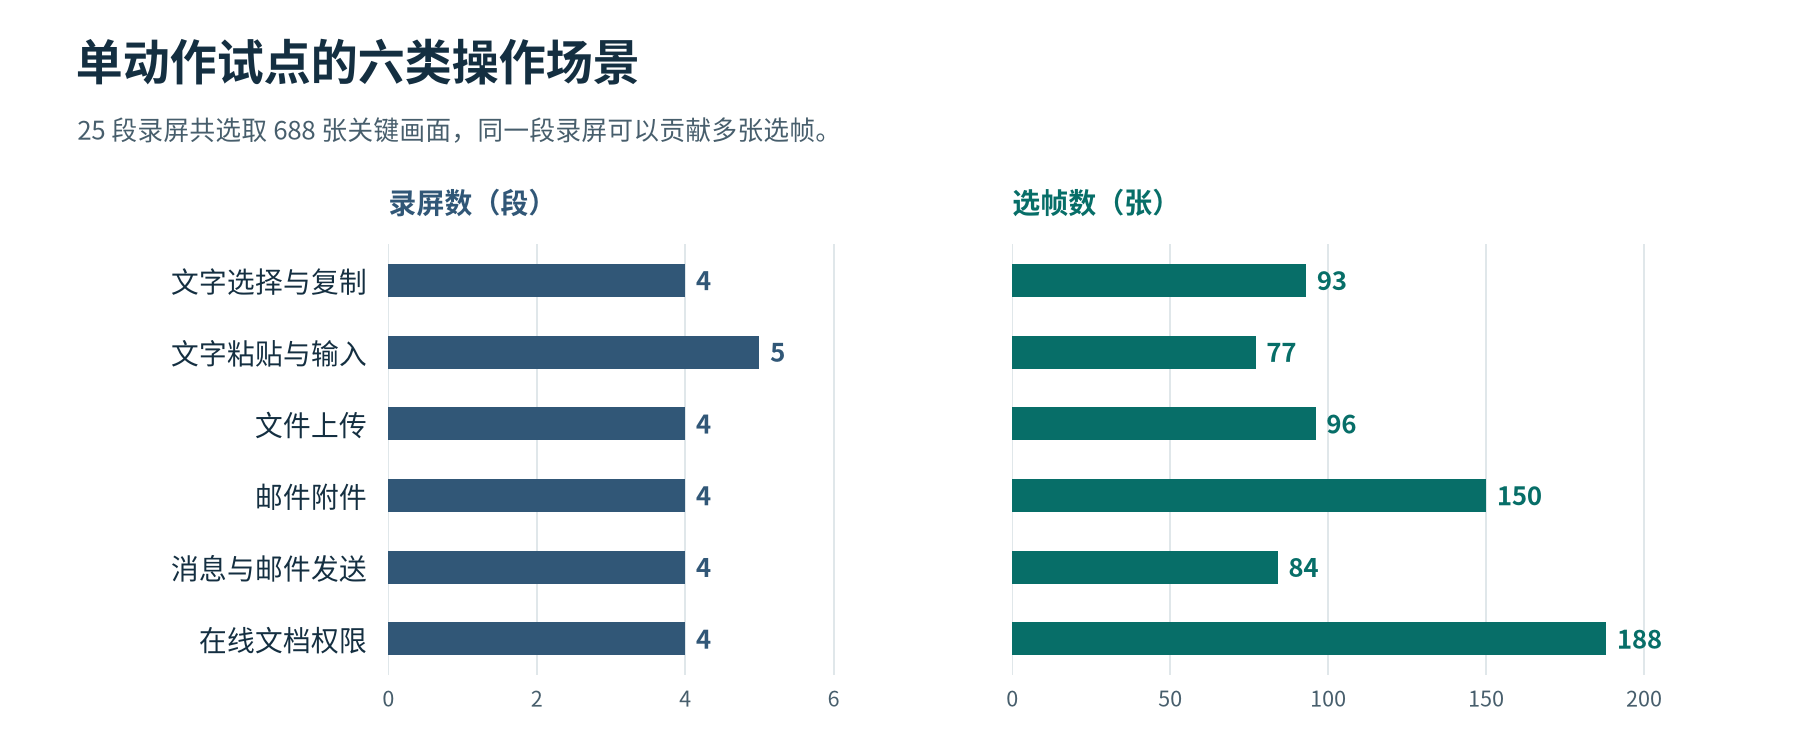 单动作试点的六类操作场景
25 段录屏共选取 688 张关键画面，同一段录屏可以贡献多张选帧。
录屏数（段）
选帧数（张）
文字选择与复制 4 93
文字粘贴与输入 5 77
文件上传 4 96
邮件附件 4 150
消息与邮件发送 4 84
在线文档权限 4 188
0 2 4 6
0 50 100 150 200